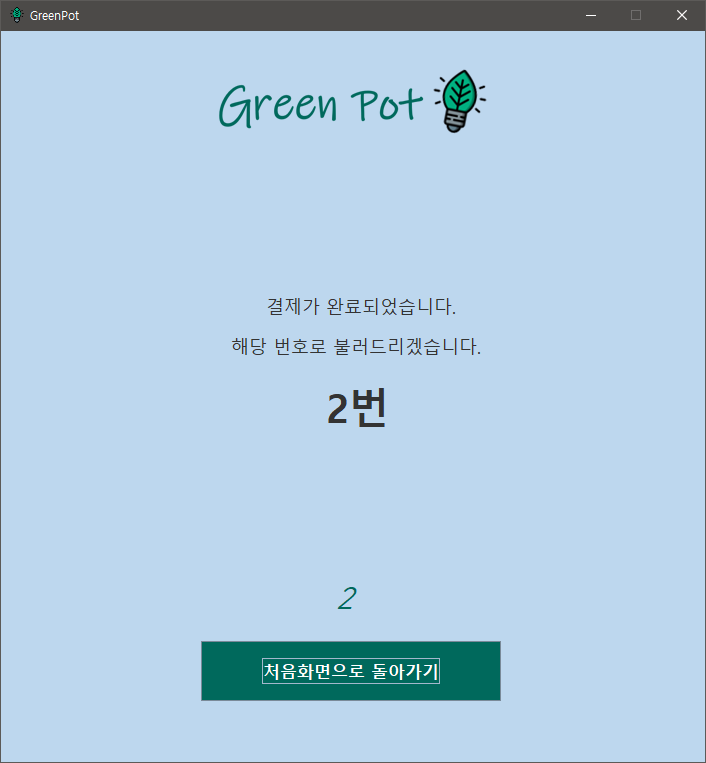 GreenPot
Green Pot
결제가 완료되었습니다.
해당 번호로 불러드리겠습니다.
2번
2
처음화면으로 돌아가기